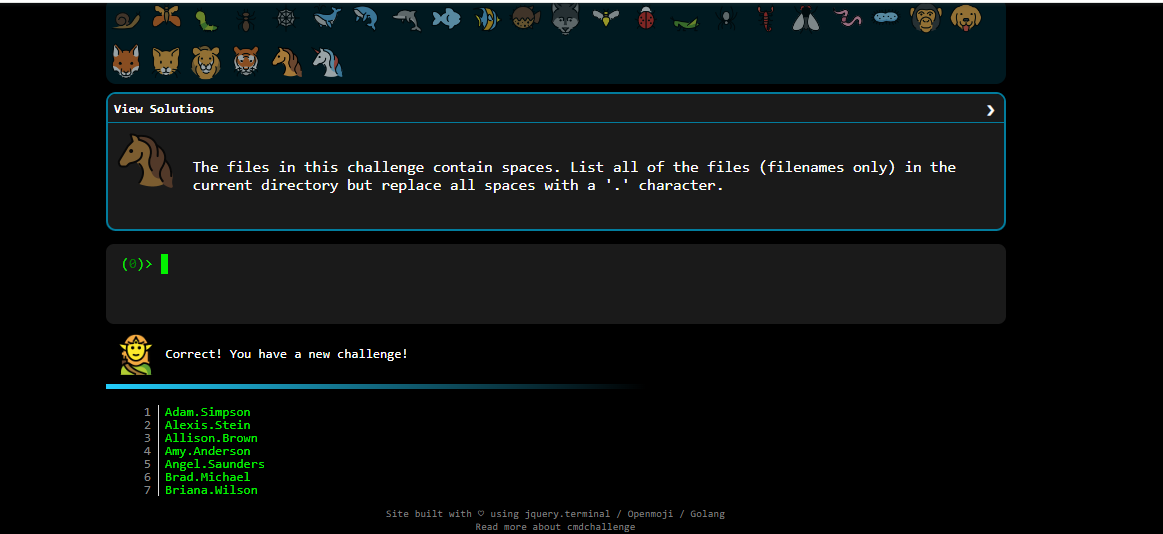 View Solutions ❯
The files in this challenge contain spaces. List all of the files (filenames only) in the
current directory but replace all spaces with a '.' character.
(0)>
Correct! You have a new challenge!
1 Adam.Simpson
2 Alexis.Stein
3 Allison.Brown
4 Amy.Anderson
5 Angel.Saunders
6 Brad.Michael
7 Briana.Wilson
Site built with ♡ using jquery.terminal / Openmoji / Golang
Read more about cmdchallenge